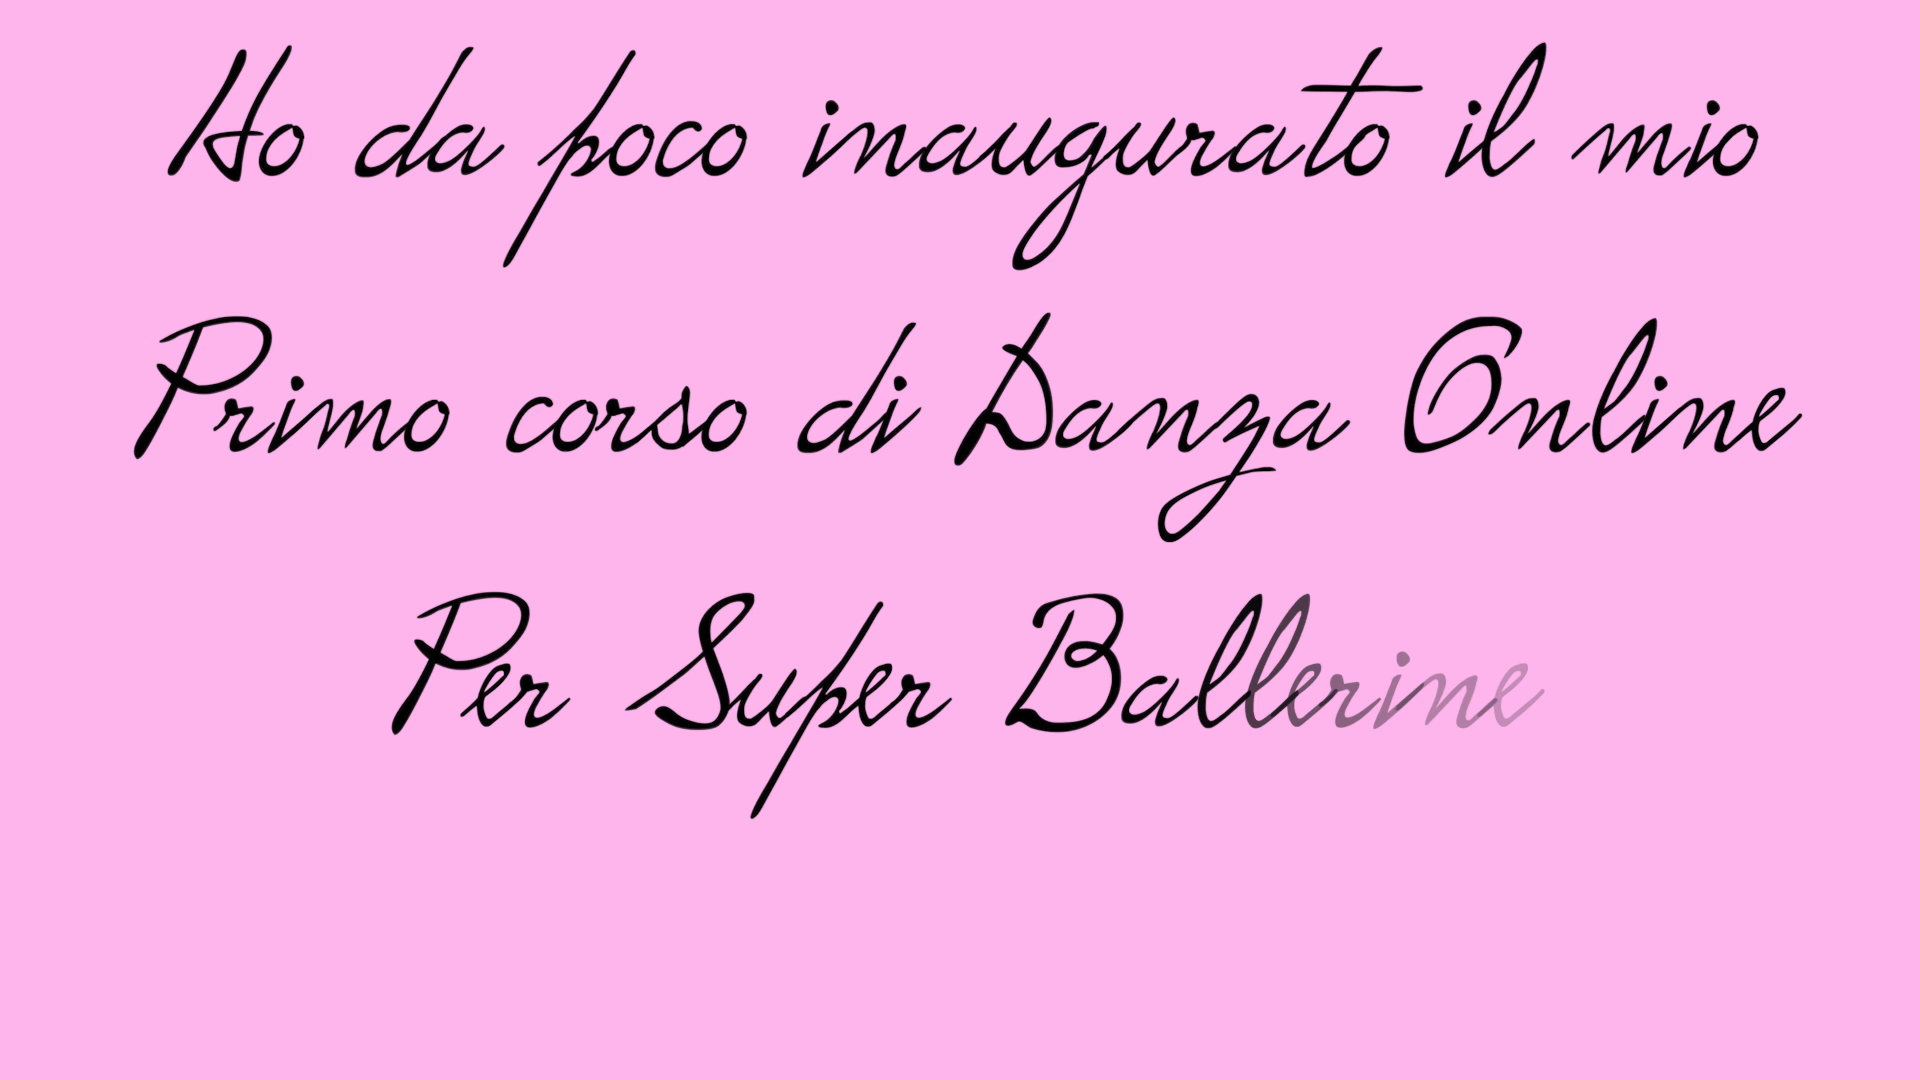 Ho da poco inaugurato il mio
Primo corso di Danza Online
Per Super Ballerine